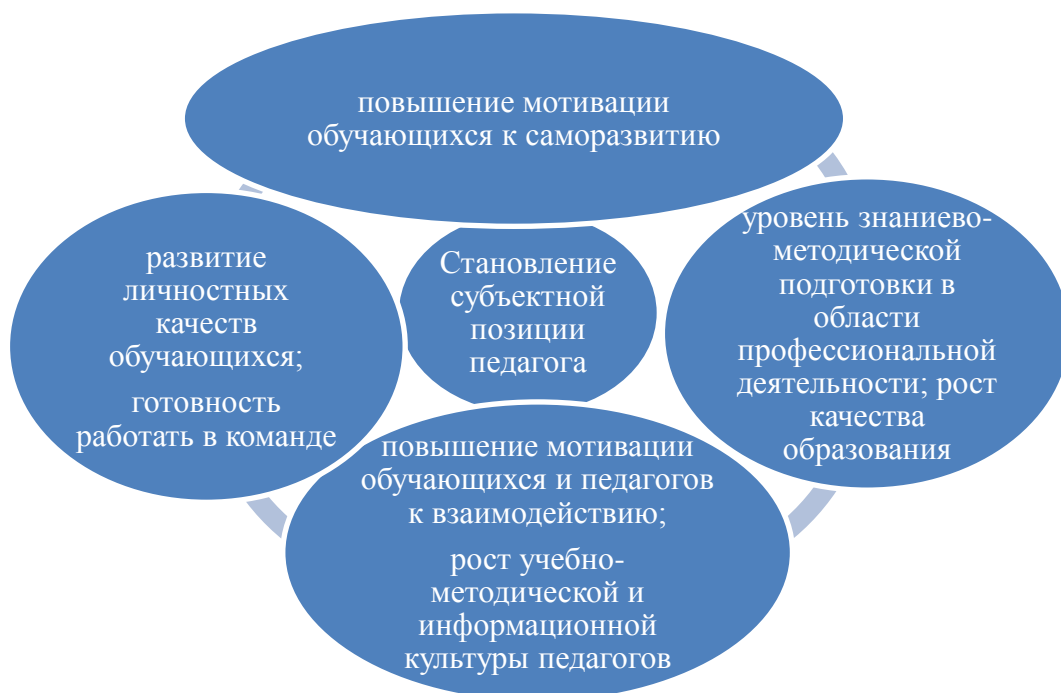 повышение мотивации
обучающихся к саморазвитию
развитие
личностных
качеств
обучающихся;
готовность
работать в команде
Становление
субъектной
позиции
педагога
уровень знаниево-
методической
подготовки в
области
профессиональной
деятельности; рост
качества
образования
повышение мотивации
обучающихся и педагогов
к взаимодействию;
рост учебно-
методической и
информационной
культуры педагогов